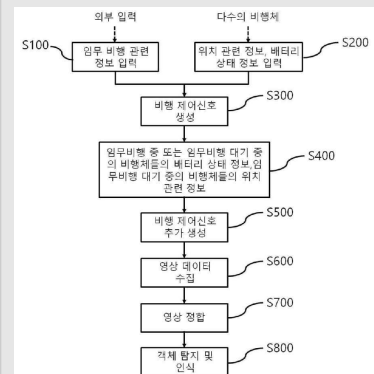 외부 입력
다수의 비행체
S100
임무 비행 관련
정보 입력
위치 관련 정보, 배터리
상태 정보 입력
S200
비행 제어신호
생성
S300
임무비행 중 또는 임무비행 대기 중
의 비행체들의 배터리 상태 정보,임
무비행 대기 중의 비행체들의 위치
관련 정보
S400
비행 제어신호
추가 생성
S500
영상 데이터
수집
S600
영상 정합
S700
객체 탐지 및
인식
S800